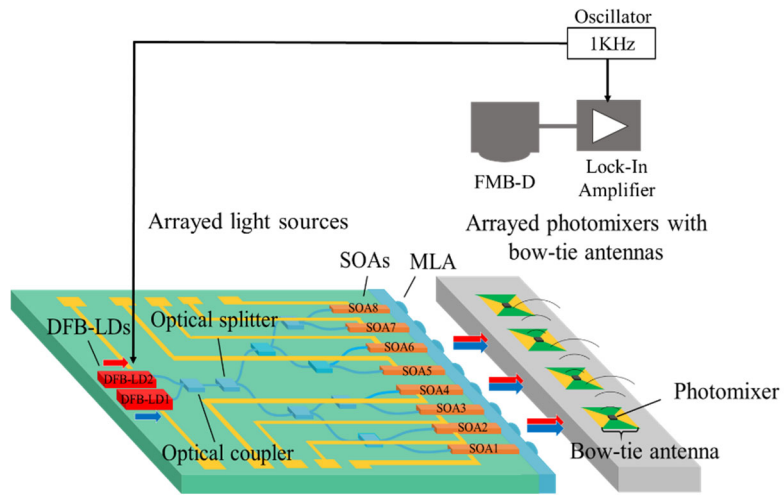 Oscillator
1KHz
FMB-D
Lock-In
Amplifier
Arrayed light sources
Arrayed photomixers with
bow-tie antennas
SOAs
MLA
DFB-LDs
Optical splitter
SOA8
SOA7
SOA6
SOA5
SOA4
SOA3
SOA2
SOA1
DFB-LD2
DFB-LD1
Optical coupler
Photomixer
Bow-tie antenna